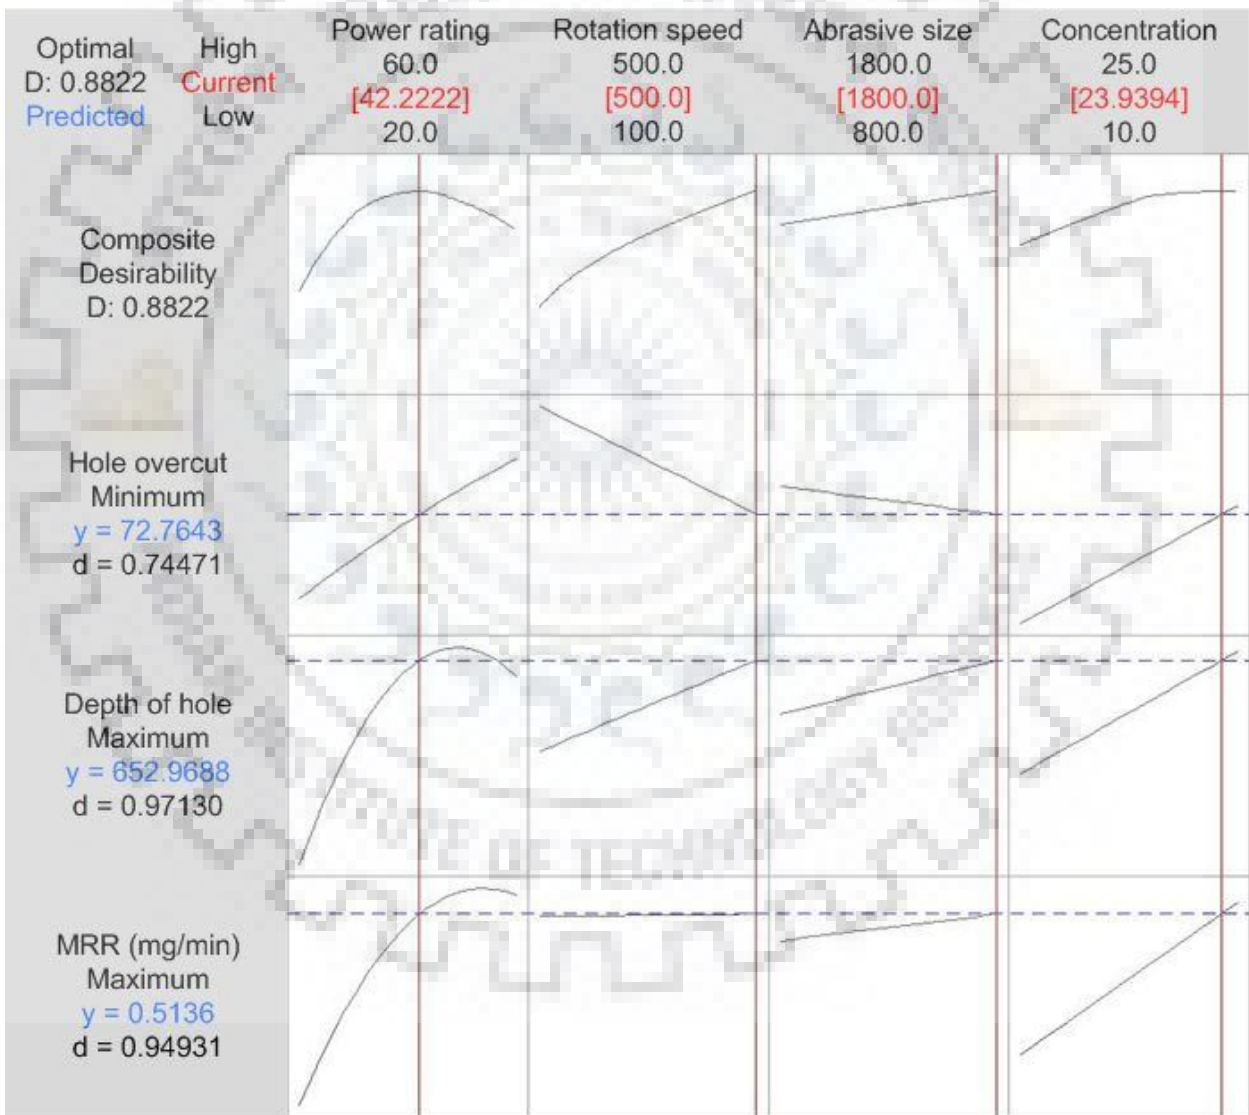 Optimal
D: 0.8822
Predicted
High
Current
Low
Power rating
60.0
[42.2222]
20.0
Rotation speed
500.0
[500.0]
100.0
Abrasive size
1800.0
[1800.0]
800.0
Concentration
25.0
[23.9394]
10.0
Composite
Desirability
D: 0.8822
Hole overcut
Minimum
y = 72.7643
d = 0.74471
Depth of hole
Maximum
y = 652.9688
d = 0.97130
MRR (mg/min)
Maximum
y = 0.5136
d = 0.94931